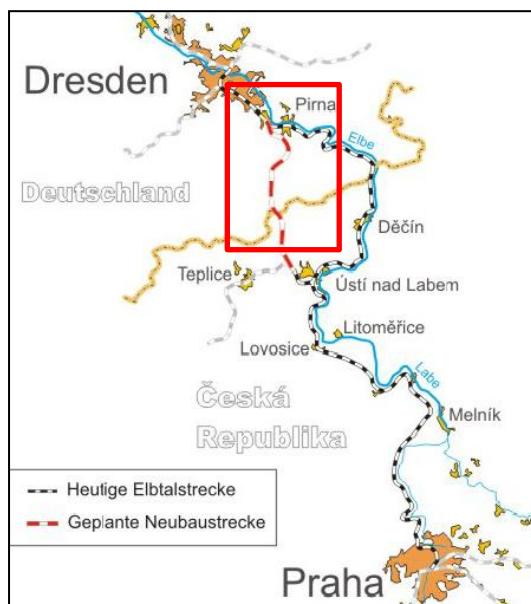 Dresden
Pirna
Elbe
Deutschland
Děčín
Teplice
Ústí nad Labem
Litoměřice
Lovosice
Labe
Česká
Republika
Melník
Heutige Elbtalstrecke
Geplante Neubaustrecke
Praha